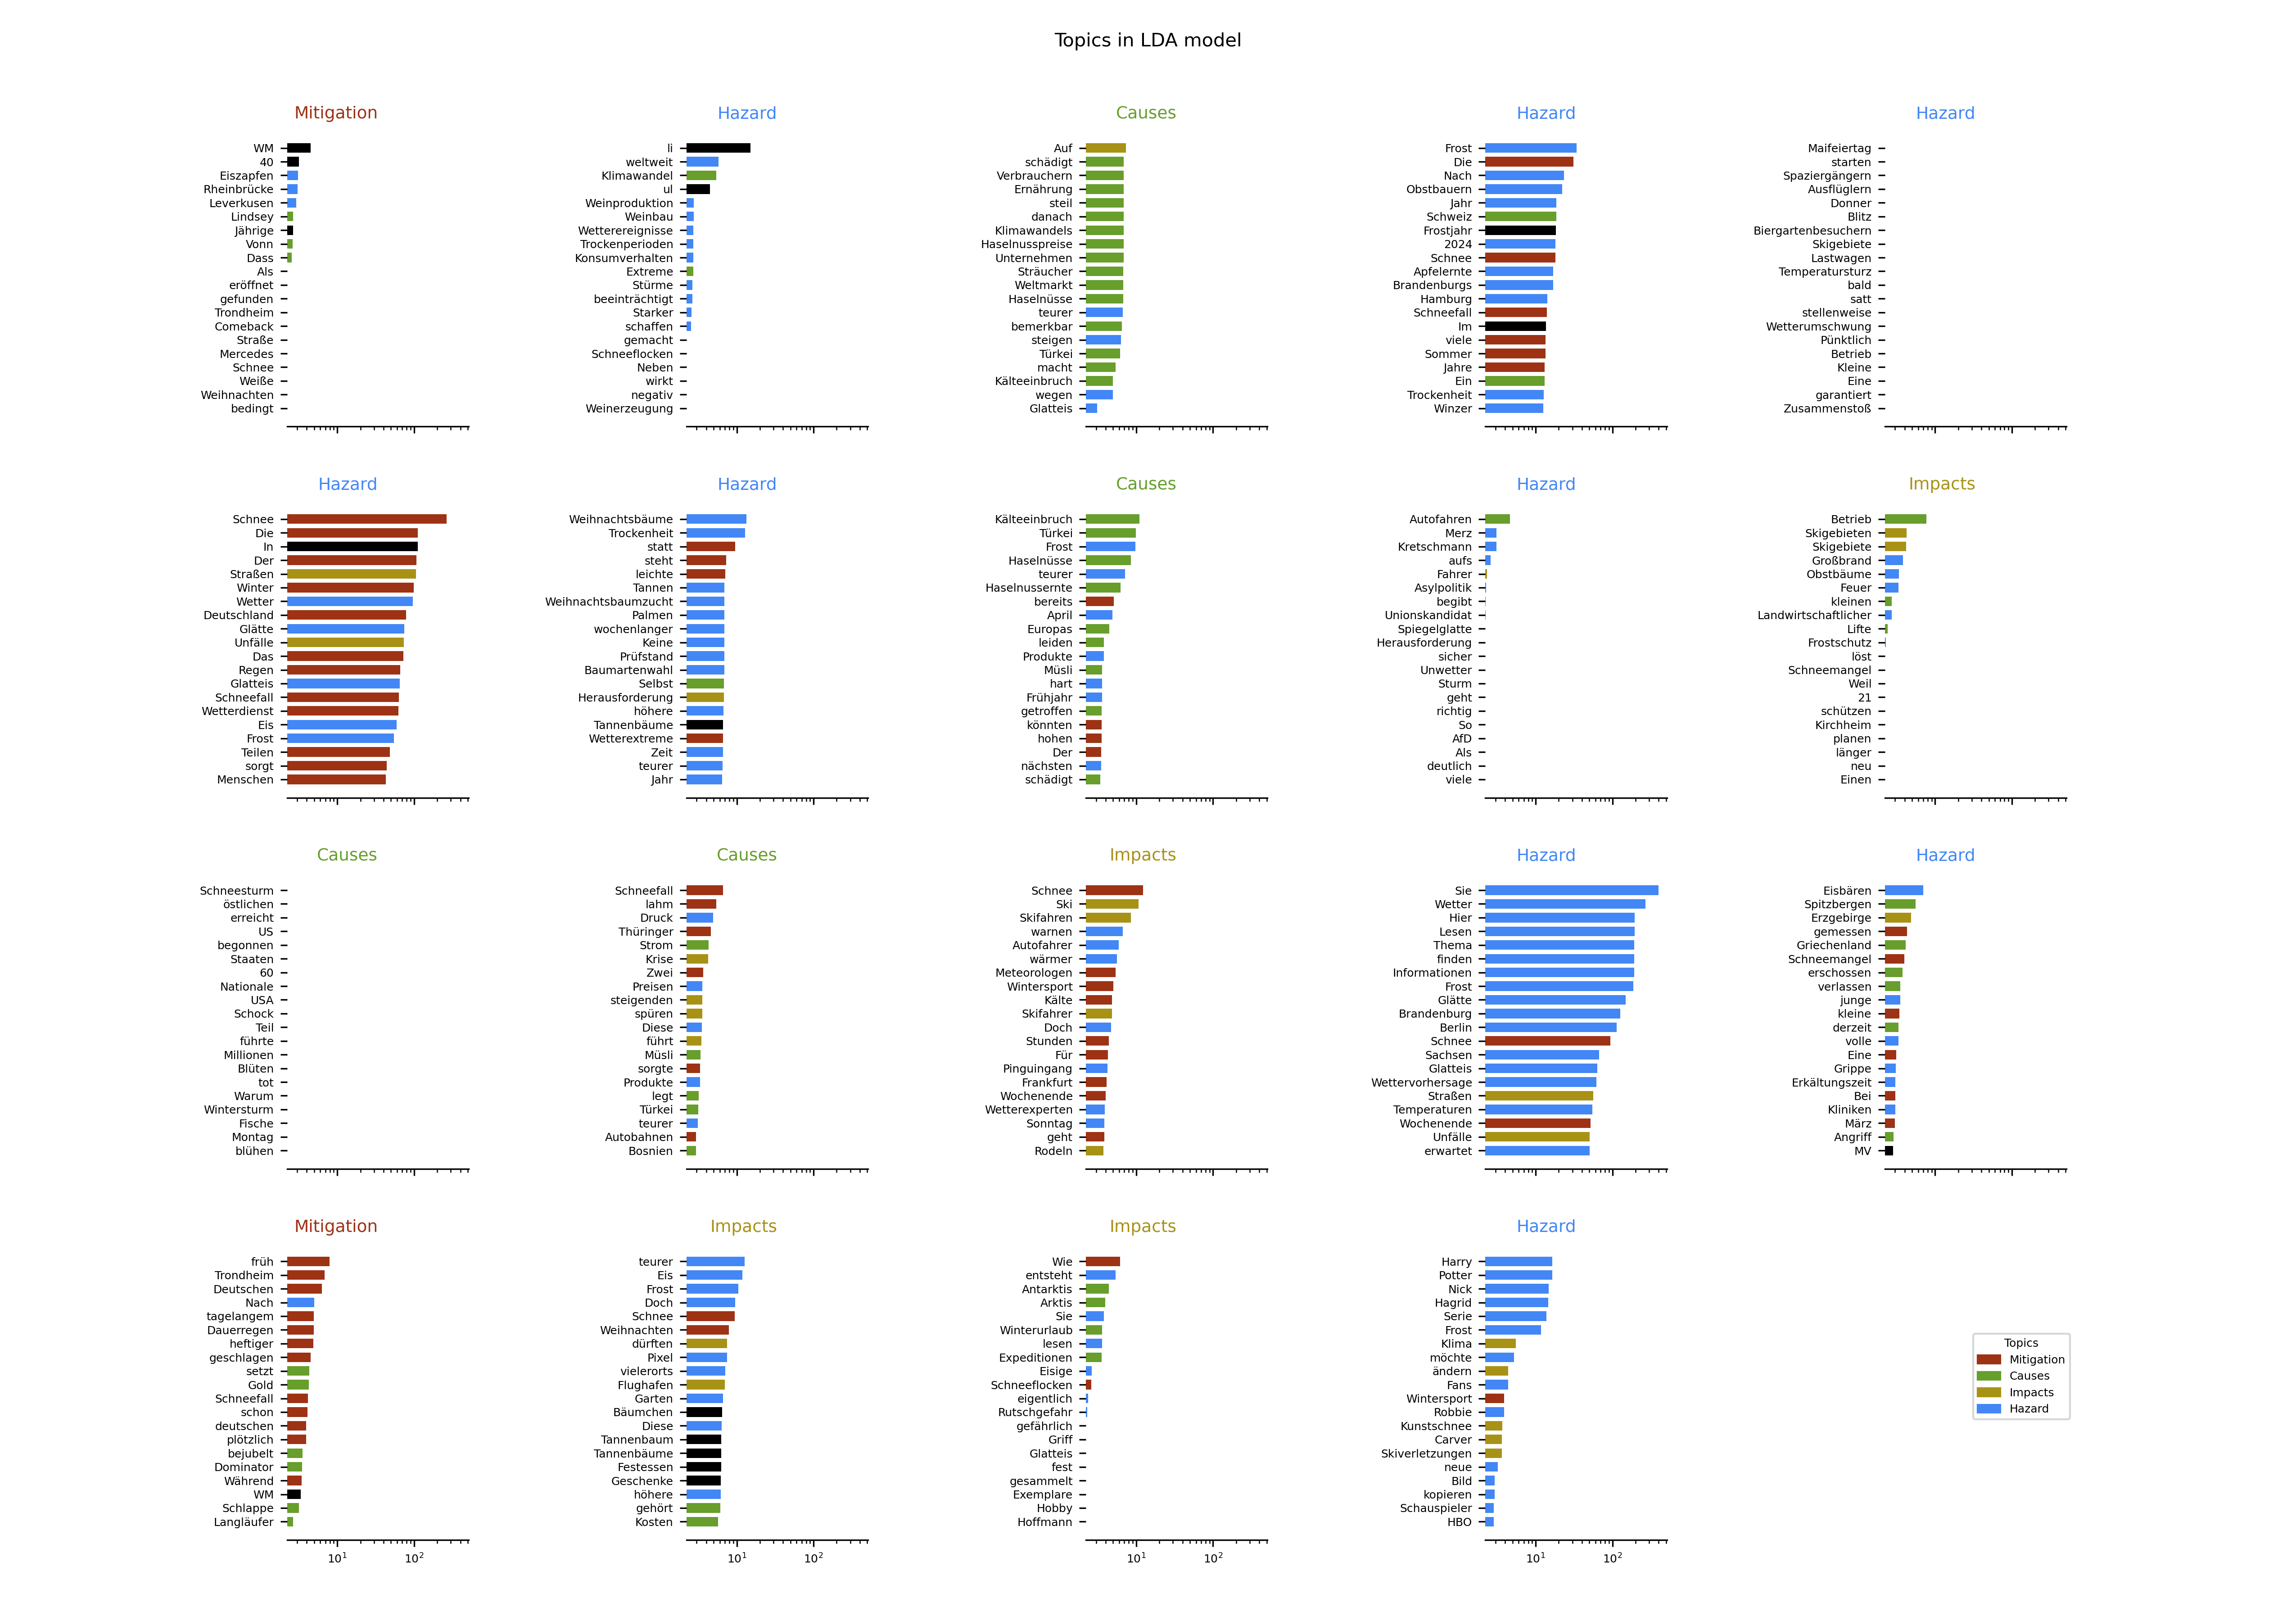 Topics in LDA model
Mitigation
WM
40
Eiszapfen
Rheinbrücke
Leverkusen
Lindsey
Jährige
Vonn
Dass
Als
eröffnet
gefunden
Trondheim
Comeback
Straße
Mercedes
Schnee
Weiße
Weihnachten
bedingt
Hazard
li
weltweit
Klimawandel
ul
Weinproduktion
Weinbau
Wetterereignisse
Trockenperioden
Konsumverhalten
Extreme
Stürme
beeinträchtigt
Starker
schaffen
gemacht
Schneeflocken
Neben
wirkt
negativ
Weinerzeugung
Causes
Auf
schädigt
Verbrauchern
Ernährung
steil
danach
Klimawandels
Haselnusspreise
Unternehmen
Sträucher
Weltmarkt
Haselnüsse
teurer
bemerkbar
steigen
Türkei
macht
Kälteeinbruch
wegen
Glatteis
Hazard
Frost
Die
Nach
Obstbauern
Jahr
Schweiz
Frostjahr
2024
Schnee
Apfelernte
Brandenburgs
Hamburg
Schneefall
Im
viele
Sommer
Jahre
Ein
Trockenheit
Winzer
Hazard
Maifeiertag
starten
Spaziergängern
Ausflüglern
Donner
Blitz
Biergartenbesuchern
Skigebiete
Lastwagen
Temperatursturz
bald
satt
stellenweise
Wetterumschwung
Pünktlich
Betrieb
Kleine
Eine
garantiert
Zusammenstoß
Hazard
Schnee
Die
In
Der
Straßen
Winter
Wetter
Deutschland
Glätte
Unfälle
Das
Regen
Glatteis
Schneefall
Wetterdienst
Eis
Frost
Teilen
sorgt
Menschen
Hazard
Weihnachtsbäume
Trockenheit
statt
steht
leichte
Tannen
Weihnachtsbaumzucht
Palmen
wochenlanger
Keine
Prüfstand
Baumartenwahl
Selbst
Herausforderung
höhere
Tannenbäume
Wetterextreme
Zeit
teurer
Jahr
Causes
Kälteeinbruch
Türkei
Frost
Haselnüsse
teurer
Haselnussernte
bereits
April
Europas
leiden
Produkte
Müsli
hart
Frühjahr
getroffen
könnten
hohen
Der
nächsten
schädigt
Hazard
Autofahren
Merz
Kretschmann
aufs
Fahrer
Asylpolitik
begibt
Unionskandidat
Spiegelglatte
Herausforderung
sicher
Unwetter
Sturm
geht
richtig
So
AfD
Als
deutlich
viele
Impacts
Betrieb
Skigebieten
Skigebiete
Großbrand
Obstbäume
Feuer
kleinen
Landwirtschaftlicher
Lifte
Frostschutz
löst
Schneemangel
Weil
21
schützen
Kirchheim
planen
länger
neu
Einen
Causes
Schneesturm
östlichen
erreicht
US
begonnen
Staaten
60
Nationale
USA
Schock
Teil
führte
Millionen
Blüten
tot
Warum
Wintersturm
Fische
Montag
blühen
Causes
Schneefall
lahm
Druck
Thüringer
Strom
Krise
Zwei
Preisen
steigenden
spüren
Diese
führt
Müsli
sorgte
Produkte
legt
Türkei
teurer
Autobahnen
Bosnien
Impacts
Schnee
Ski
Skifahren
warnen
Autofahrer
wärmer
Meteorologen
Wintersport
Kälte
Skifahrer
Doch
Stunden
Für
Pinguingang
Frankfurt
Wochenende
Wetterexperten
Sonntag
geht
Rodeln
Hazard
Sie
Wetter
Hier
Lesen
Thema
finden
Informationen
Frost
Glätte
Brandenburg
Berlin
Schnee
Sachsen
Glatteis
Wettervorhersage
Straßen
Temperaturen
Wochenende
Unfälle
erwartet
Hazard
Eisbären
Spitzbergen
Erzgebirge
gemessen
Griechenland
Schneemangel
erschossen
verlassen
junge
kleine
derzeit
volle
Eine
Grippe
Erkältungszeit
Bei
Kliniken
März
Angriff
MV
Mitigation
früh
Trondheim
Deutschen
Nach
tagelangem
Dauerregen
heftiger
geschlagen
setzt
Gold
Schneefall
schon
deutschen
plötzlich
bejubelt
Dominator
Während
WM
Schlappe
Langläufer
10¹ 10²
Impacts
teurer
Eis
Frost
Doch
Schnee
Weihnachten
dürften
Pixel
vielerorts
Flughafen
Garten
Bäumchen
Diese
Tannenbaum
Tannenbäume
Festessen
Geschenke
höhere
gehört
Kosten
10¹ 10²
Impacts
Wie
entsteht
Antarktis
Arktis
Sie
Winterurlaub
lesen
Expeditionen
Eisige
Schneeflocken
eigentlich
Rutschgefahr
gefährlich
Griff
Glatteis
fest
gesammelt
Exemplare
Hobby
Hoffmann
10¹ 10²
Hazard
Harry
Potter
Nick
Hagrid
Serie
Frost
Klima
möchte
ändern
Fans
Wintersport
Robbie
Kunstschnee
Carver
Skiverletzungen
neue
Bild
kopieren
Schauspieler
HBO
10¹ 10²
Topics
Mitigation
Causes
Impacts
Hazard